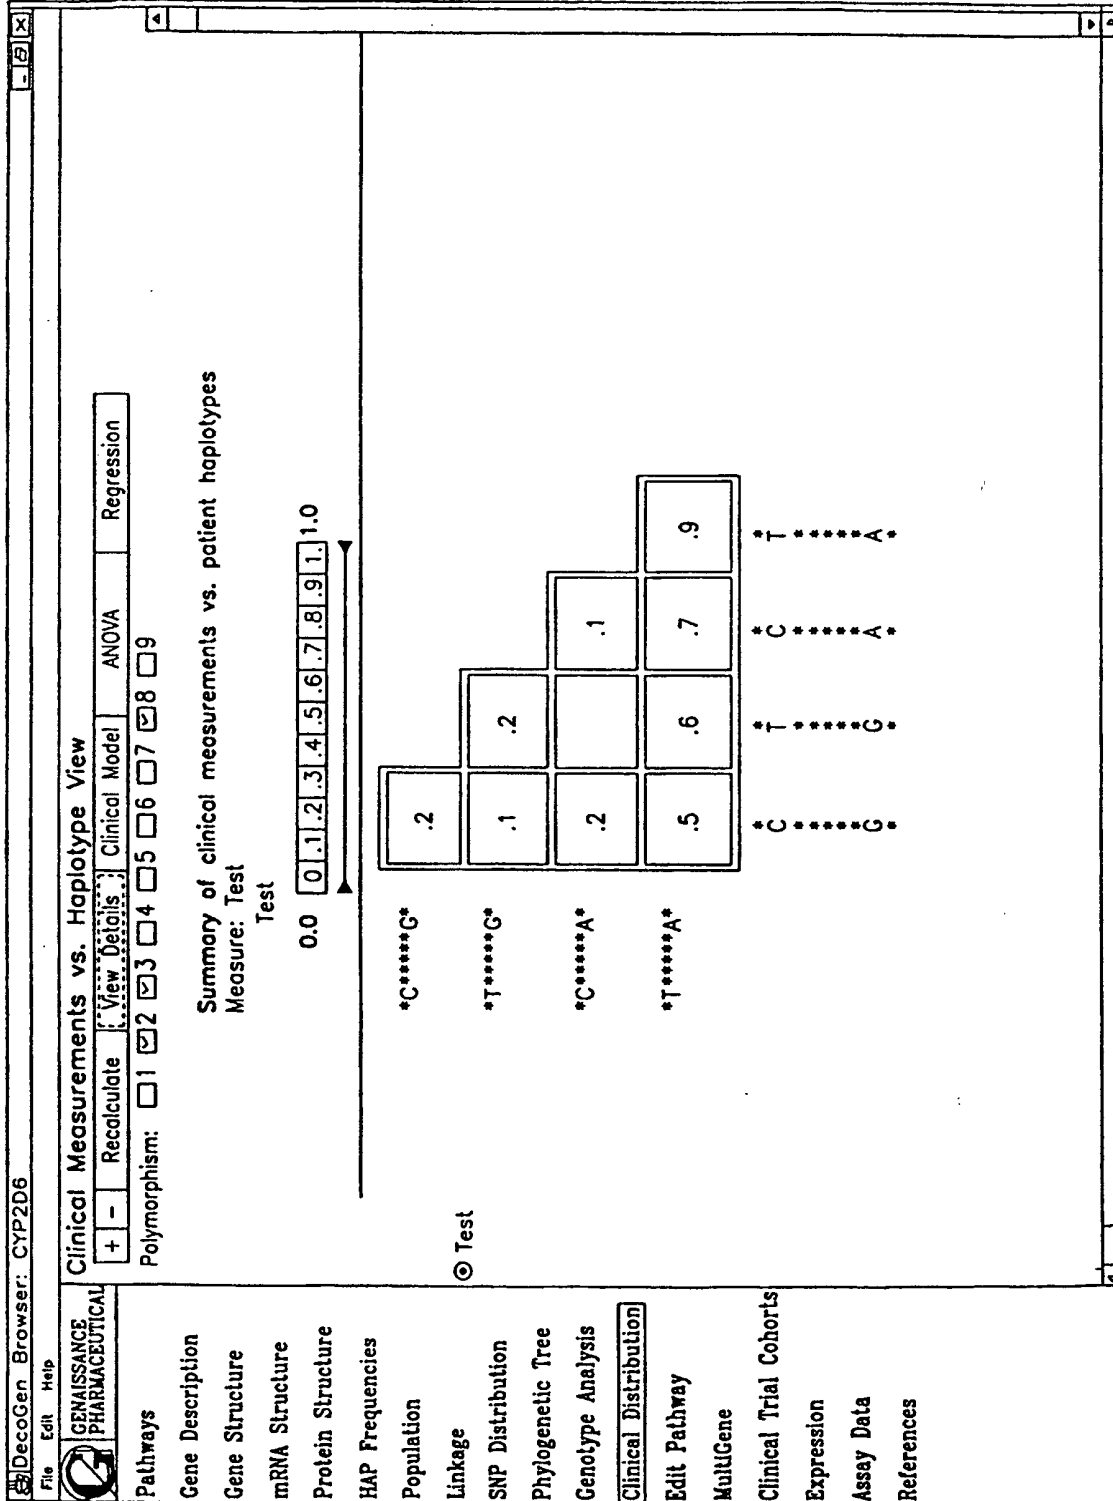 DecoGen Browser: CYP2D6
File Edit Help
GENAISSANCE
PHARMACEUTICAL
Pathways
Gene Description
Gene Structure
mRNA Structure
Protein Structure
HAP Frequencies
Population
Linkage
SNP Distribution
Phylogenetic Tree
Genotype Analysis
Clinical Distribution
Edit Pathway
MultiGene
Clinical Trial Cohorts
Expression
Assay Data
References
Clinical Measurements vs. Haplotype View
+ - Recalculate View Details Clinical Model ANOVA Regression
Polymorphism: 1 2 3 4 5 6 7 8 9
Summary of clinical measurements vs. patient haplotypes
Measure: Test
Test
0.0 0 .1 .2 .3 .4 .5 .6 .7 .8 .9 1. 1.0
Test
*C*****G* .2
*T*****G* .1 .2
*C*****A* .2 .1
*T*****A* .5 .6 .7 .9
*C*****G* *T*****G* *C*****A* *T*****A*